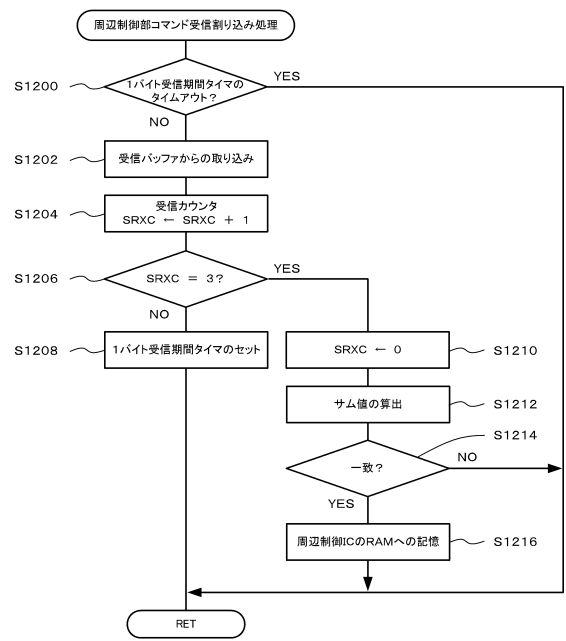 周辺制御部コマンド受信割り込み処理
S1200
1バイト受信期間タイマの
タイムアウト?
YES
NO
S1202
受信バッファからの取り込み
S1204
受信カウンタ
SRXC ← SRXC + 1
S1206
SRXC = 3?
YES
NO
S1208
1バイト受信期間タイマのセット
SRXC ← 0
S1210
サム値の算出
S1212
S1214
一致?
NO
YES
周辺制御ICのRAMへの記憶
S1216
RET